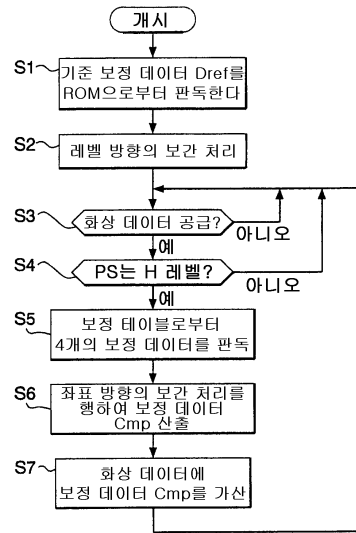 개시
S1
기준 보정 데이터 Dref를
ROM으로부터 판독한다
S2
레벨 방향의 보간 처리
S3
화상 데이터 공급?
아니오
예
S4
PS는 H 레벨?
아니오
예
S5
보정 테이블로부터
4개의 보정 데이터를 판독
S6
좌표 방향의 보간 처리를
행하여 보정 데이터
Cmp 산출
S7
화상 데이터에
보정 데이터 Cmp를 가산